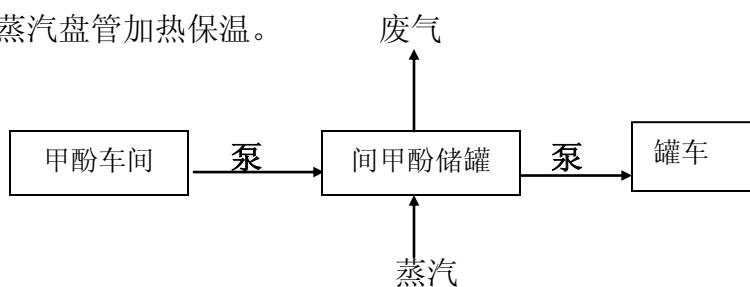 蒸汽盘管加热保温。
废气
甲酚车间
泵
间甲酚储罐
泵
罐车
蒸汽